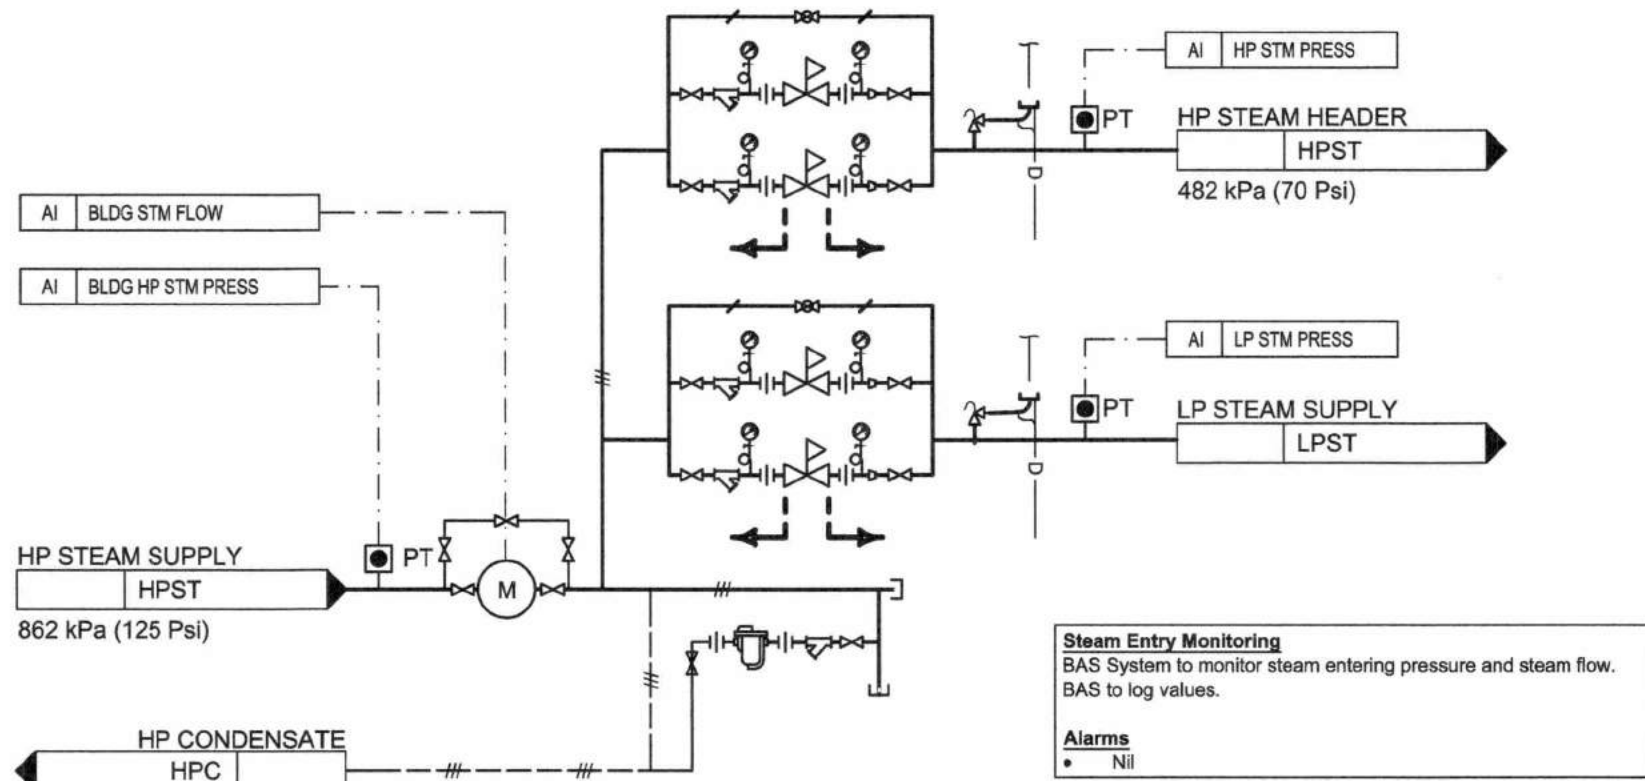 AI HP STM PRESS
PT
HP STEAM HEADER
HPST
482 kPa (70 Psi)
D
AI BLDG STM FLOW
AI BLDG HP STM PRESS
AI LP STM PRESS
PT
LP STEAM SUPPLY
LPST
D
HP STEAM SUPPLY
HPST
862 kPa (125 Psi)
PT
M
HP CONDENSATE
HPC
Steam Entry Monitoring
BAS System to monitor steam entering pressure and steam flow.
BAS to log values.
Alarms
• Nil